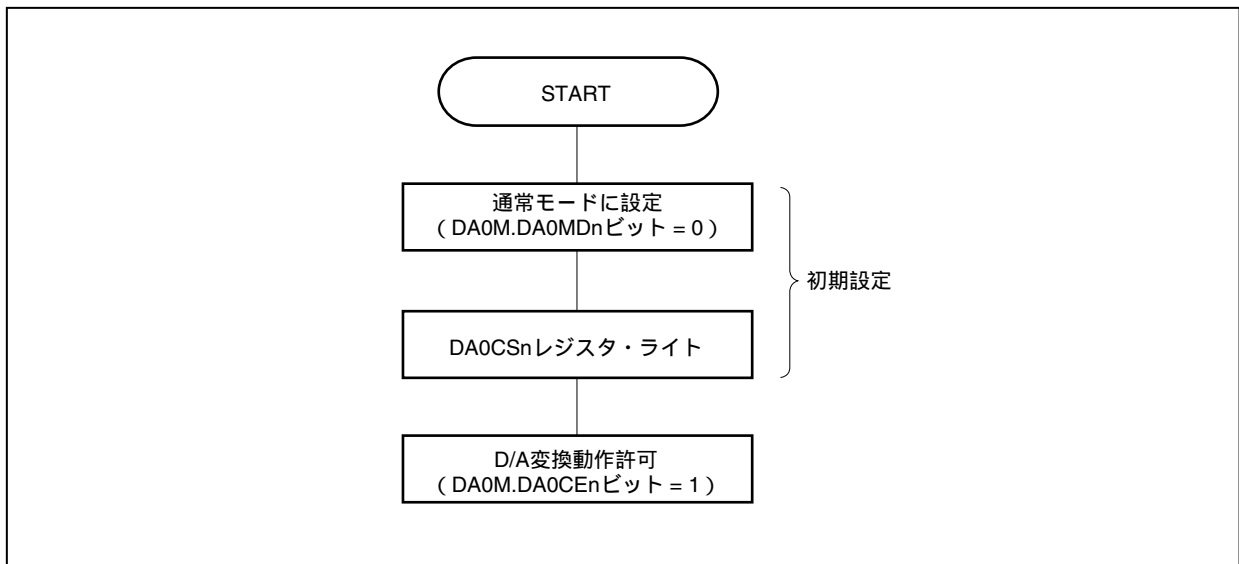 START
通常モードに設定
（DA0M.DA0MDnビット = 0）
初期設定
DA0CSnレジスタ・ライト
D/A変換動作許可
（DA0M.DA0CEnビット = 1）